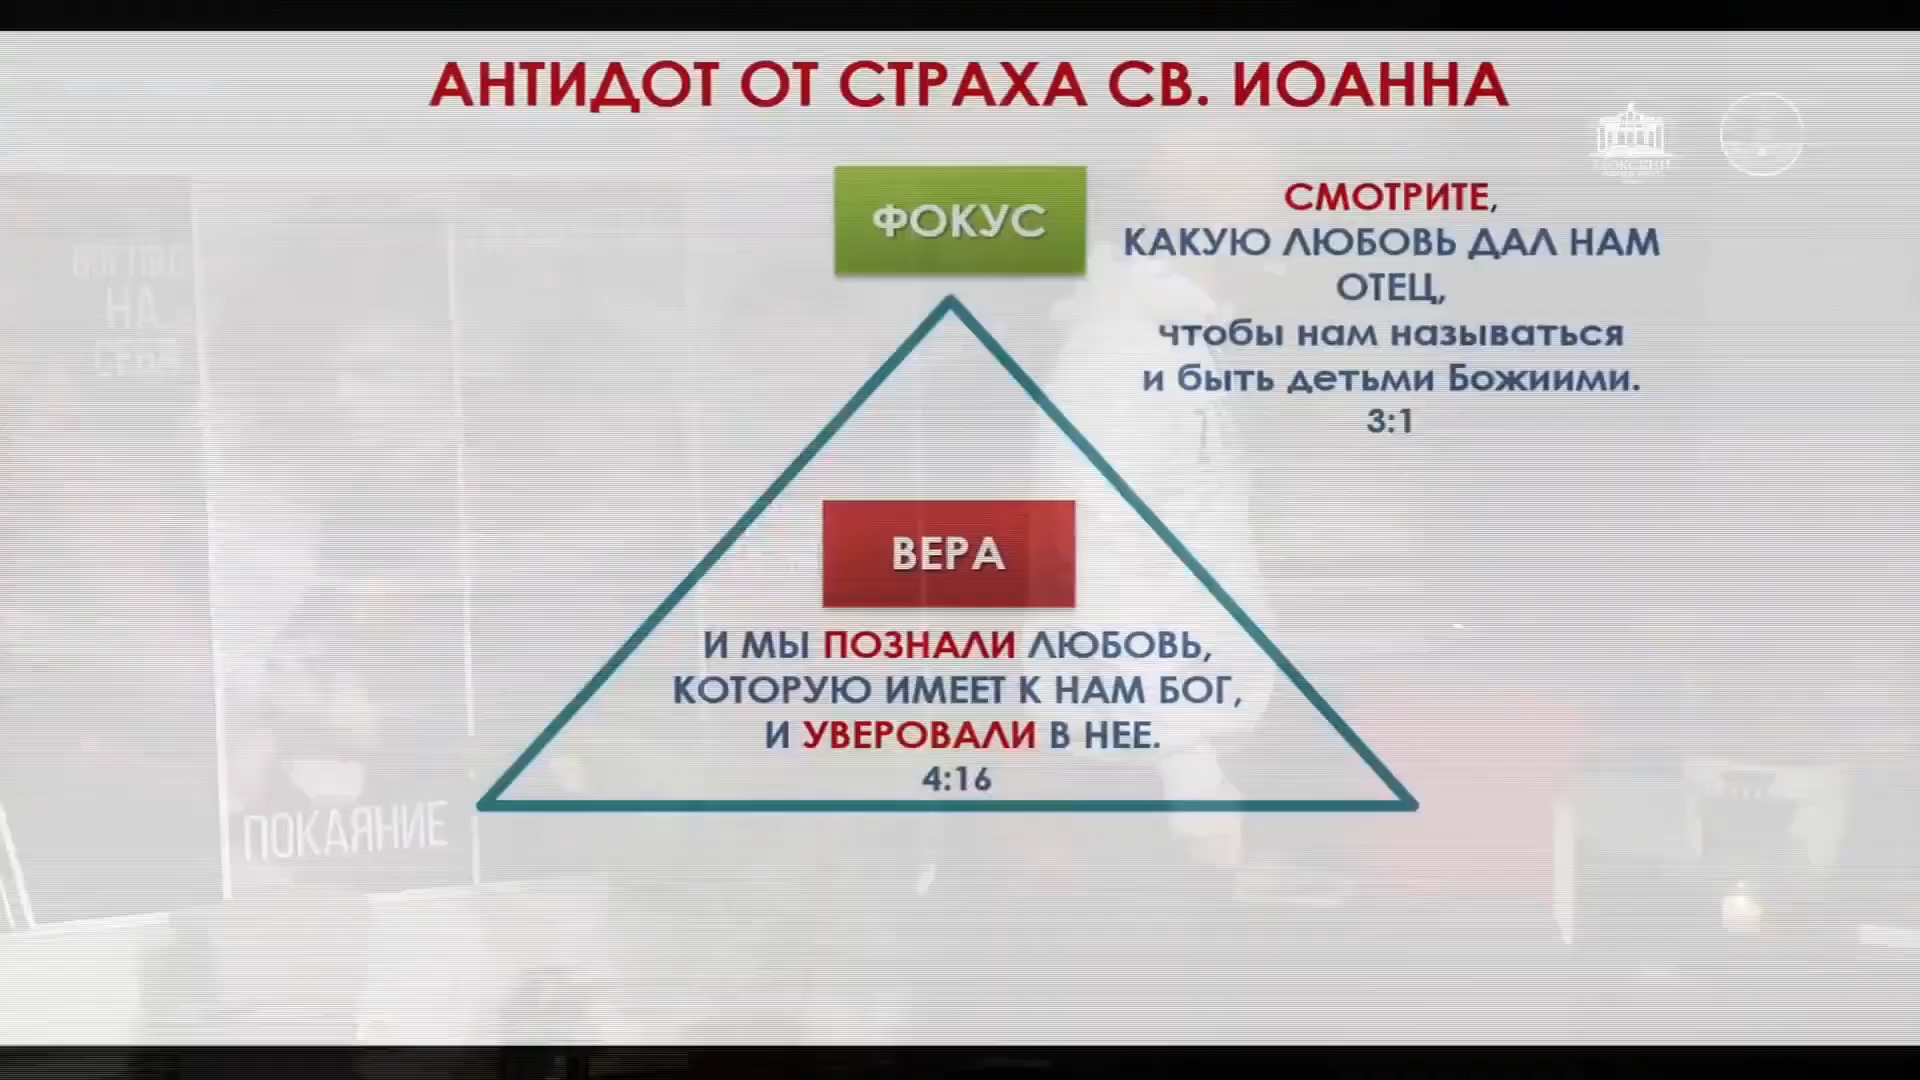 АНТИДОТ ОТ СТРАХА СВ. ИОАННА
ФОКУС
СМОТРИТЕ,
КАКУЮ ЛЮБОВЬ ДАЛ НАМ
ОТЕЦ,
чтобы нам называться
и быть детьми Божиими.
3:1
ВЕРА
И МЫ ПОЗНАЛИ ЛЮБОВЬ,
КОТОРУЮ ИМЕЕТ К НАМ БОГ,
И УВЕРОВАЛИ В НЕЕ.
4:16
НА
ПОКАЯНИЕ